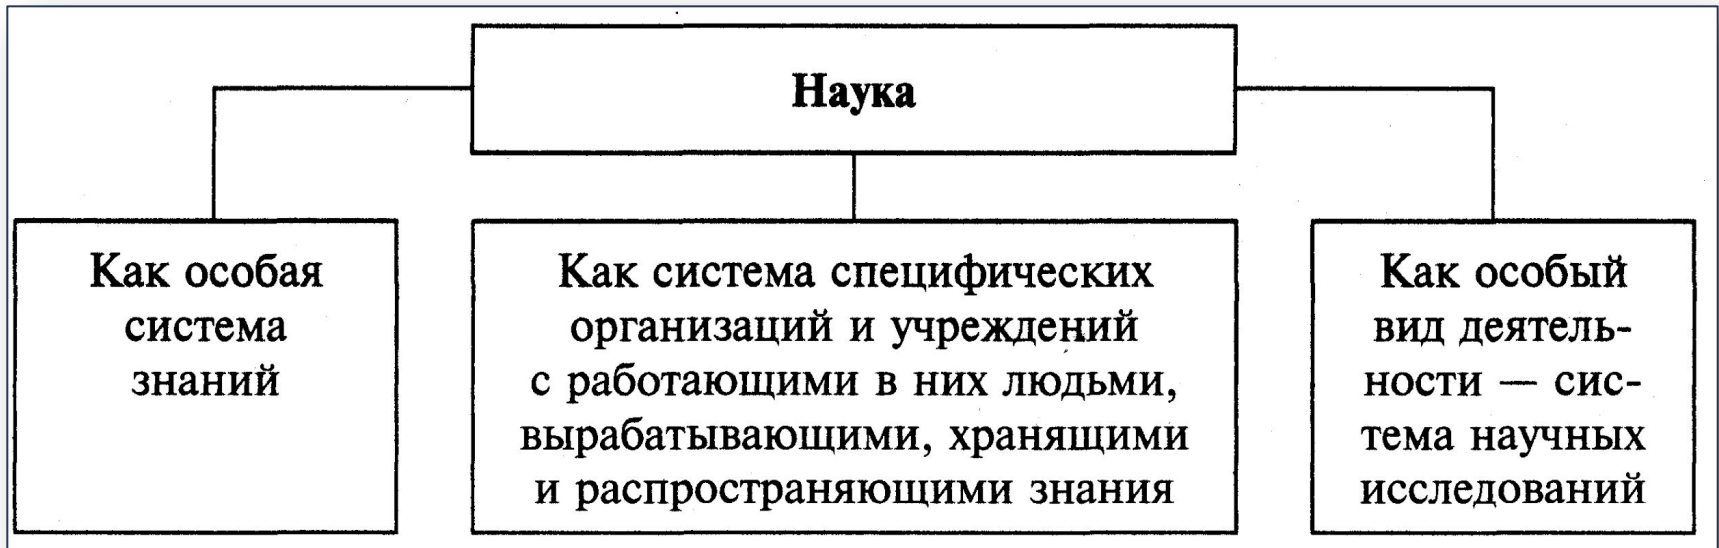 Наука
Как особая
система
знаний
Как система специфических
организаций и учреждений
с работающими в них людьми,
вырабатывающими, хранящими
и распространяющими знания
Как особый
вид деятель-
ности — сис-
тема научных
исследований